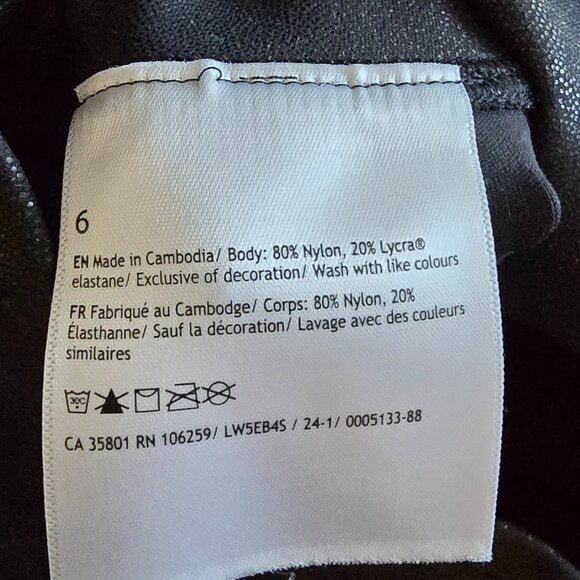 6
EN Made in Cambodia/ Body: 80% Nylon, 20% Lycra®
elastane/ Exclusive of decoration/ Wash with like colours
FR Fabriqué au Cambodge/ Corps: 80% Nylon, 20%
Élasthanne/ Sauf la décoration/ Lavage avec des couleurs
similaires
30C
CA 35801 RN 106259/ LW5EB4S / 24-1/ 0005133-88